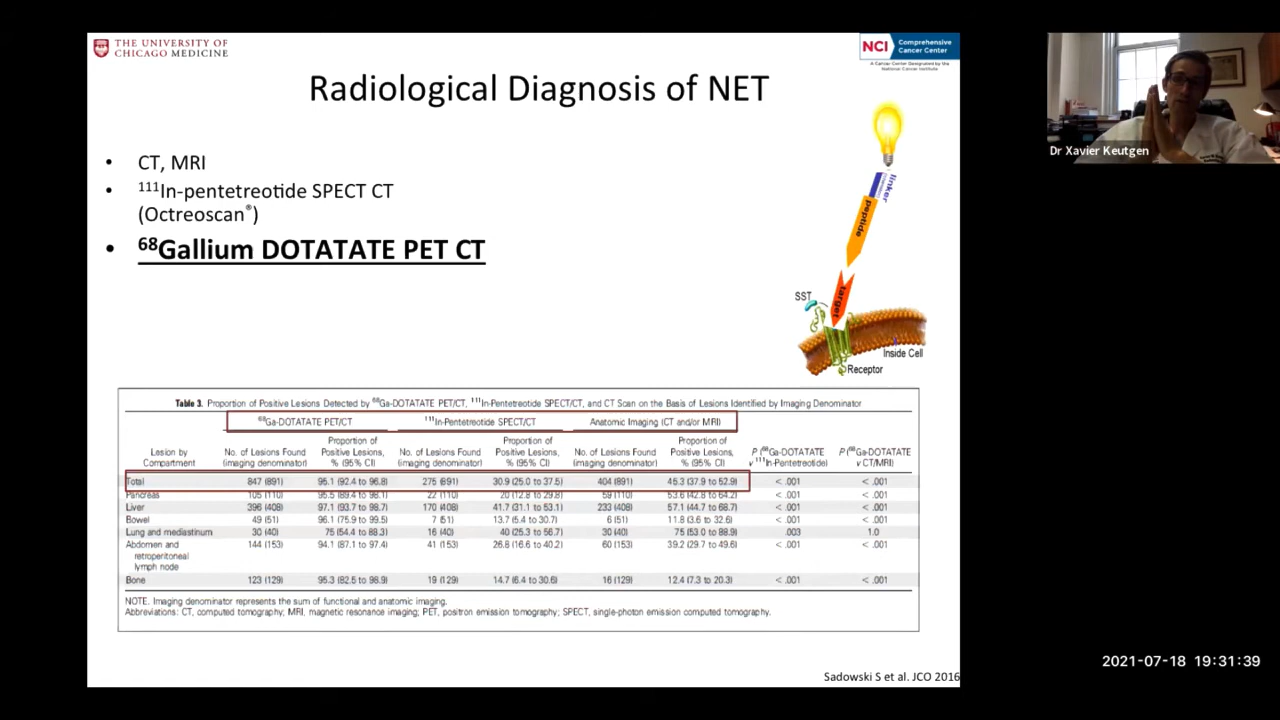 THE UNIVERSITY OF
CHICAGO MEDICINE
NCI Comprehensive
Cancer Center
A Cancer Center Designated by the
National Cancer Institute
Radiological Diagnosis of NET
Dr Xavier Keutgen
• CT, MRI
• ¹¹¹In-pentetreotide SPECT CT
(Octreoscan®)
• ⁶⁸Gallium DOTATATE PET CT
linker
peptide
target
SST
Inside Cell
Receptor
Table 3. Proportion of Positive Lesions Detected by ⁶⁸Ga-DOTATATE PET/CT, ¹¹¹In-Pentetreotide SPECT/CT, and CT Scan on the Basis of Lesions Identified by Imaging Denominator
⁶⁸Ga-DOTATATE PET/CT ¹¹¹In-Pentetreotide SPECT/CT Anatomic Imaging (CT and/or MRI)
Proportion of Proportion of Proportion of
Lesion by No. of Lesions Found Positive Lesions, No. of Lesions Found Positive Lesions, No. of Lesions Found Positive Lesions, P (⁶⁸Ga-DOTATATE P (⁶⁸Ga-DOTATATE
Compartment (imaging denominator) % (95% CI) (imaging denominator) % (95% CI) (imaging denominator) % (95% CI) v ¹¹¹In-Pentetreotide) v CT/MRI)
Total 847 (891) 95.1 (92.4 to 96.8) 275 (891) 30.9 (25.0 to 37.5) 404 (891) 45.3 (37.9 to 52.9) < .001 < .001
Pancreas 105 (110) 95.5 (89.4 to 98.1) 22 (110) 20 (12.8 to 29.8) 59 (110) 53.6 (42.8 to 64.2) < .001 < .001
Liver 396 (408) 97.1 (93.7 to 98.7) 170 (408) 41.7 (31.1 to 53.1) 233 (408) 57.1 (44.7 to 68.7) < .001 < .001
Bowel 49 (51) 96.1 (75.9 to 99.5) 7 (51) 13.7 (5.4 to 30.7) 6 (51) 11.8 (3.6 to 32.6) < .001 < .001
Lung and mediastinum 30 (40) 75 (54.4 to 88.3) 16 (40) 40 (25.3 to 56.7) 30 (40) 75 (53.0 to 88.9) .003 1.0
Abdomen and 144 (153) 94.1 (87.1 to 97.4) 41 (153) 26.8 (16.6 to 40.2) 60 (153) 39.2 (29.7 to 49.6) < .001 < .001
retroperitoneal
lymph node
Bone 123 (129) 95.3 (82.5 to 98.9) 19 (129) 14.7 (6.4 to 30.6) 16 (129) 12.4 (7.3 to 20.3) < .001 < .001
NOTE. Imaging denominator represents the sum of functional and anatomic imaging.
Abbreviations: CT, computed tomography; MRI, magnetic resonance imaging; PET, positron emission tomography; SPECT, single-photon emission computed tomography.
2021-07-18 19:31:39
Sadowski S et al. JCO 2016